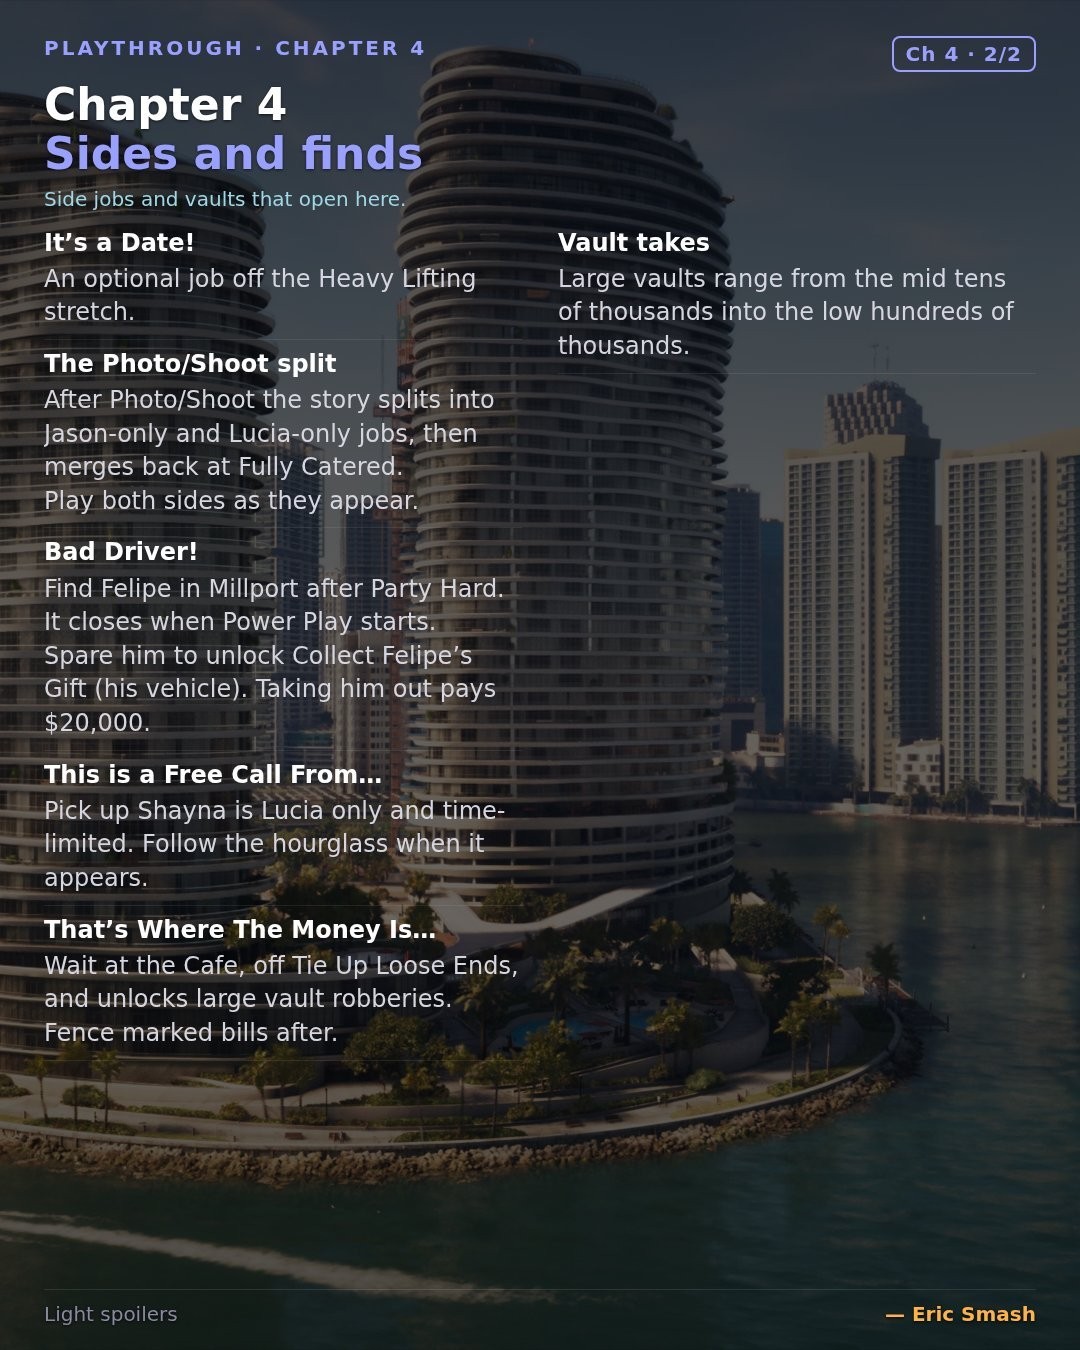 PLAYTHROUGH · CHAPTER 4
Ch 4 · 2/2
Chapter 4
Sides and finds
Side jobs and vaults that open here.
It’s a Date!
An optional job off the Heavy Lifting
stretch.
The Photo/Shoot split
After Photo/Shoot the story splits into
Jason-only and Lucia-only jobs, then
merges back at Fully Catered.
Play both sides as they appear.
Bad Driver!
Find Felipe in Millport after Party Hard.
It closes when Power Play starts.
Spare him to unlock Collect Felipe’s
Gift (his vehicle). Taking him out pays
$20,000.
This is a Free Call From…
Pick up Shayna is Lucia only and time-
limited. Follow the hourglass when it
appears.
That’s Where The Money Is…
Wait at the Cafe, off Tie Up Loose Ends,
and unlocks large vault robberies.
Fence marked bills after.
Vault takes
Large vaults range from the mid tens
of thousands into the low hundreds of
thousands.
Light spoilers
— Eric Smash